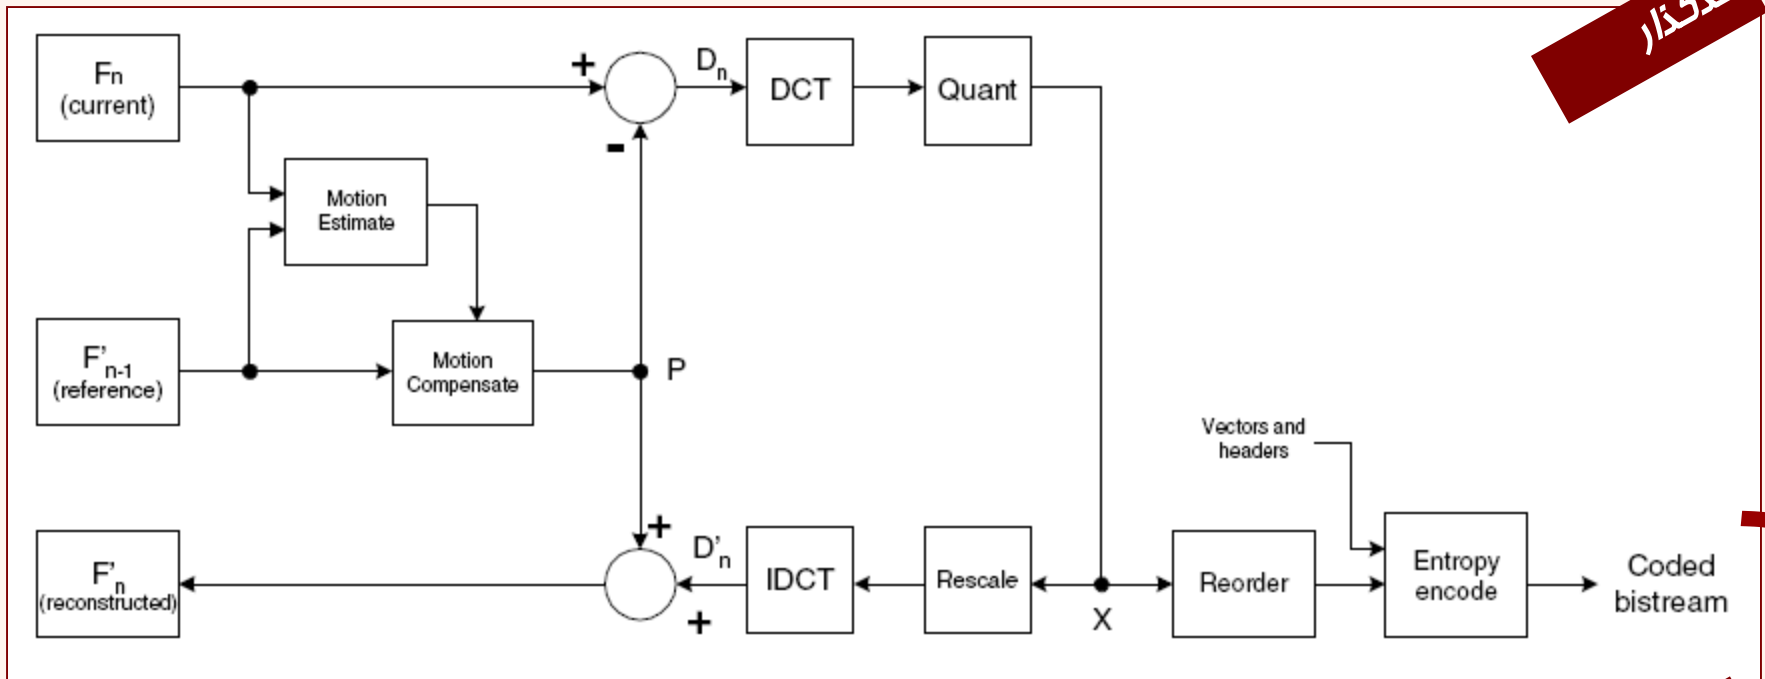 Fn
(current)
+
Dn
DCT
Quant
-
Motion
Estimate
F'n-1
(reference)
Motion
Compensate
P
Vectors and
headers
+
F'n
(reconstructed)
D'n
+
IDCT
Rescale
X
Reorder
Entropy
encode
Coded
bistream